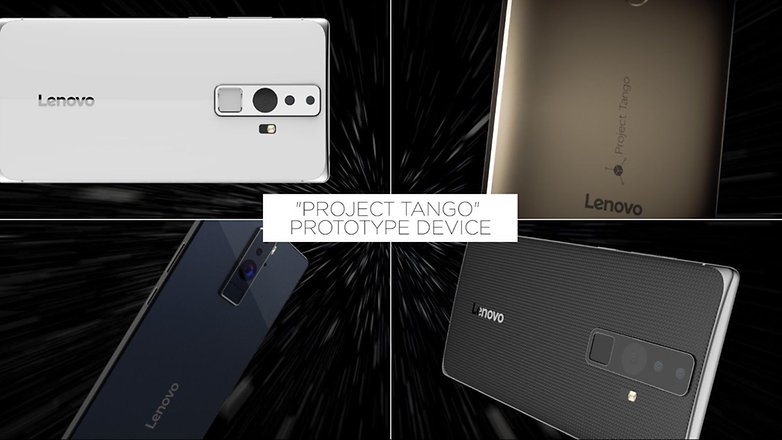 Lenovo
Project Tango
Lenovo
"PROJECT TANGO"
PROTOTYPE DEVICE
Lenovo
Lenovo